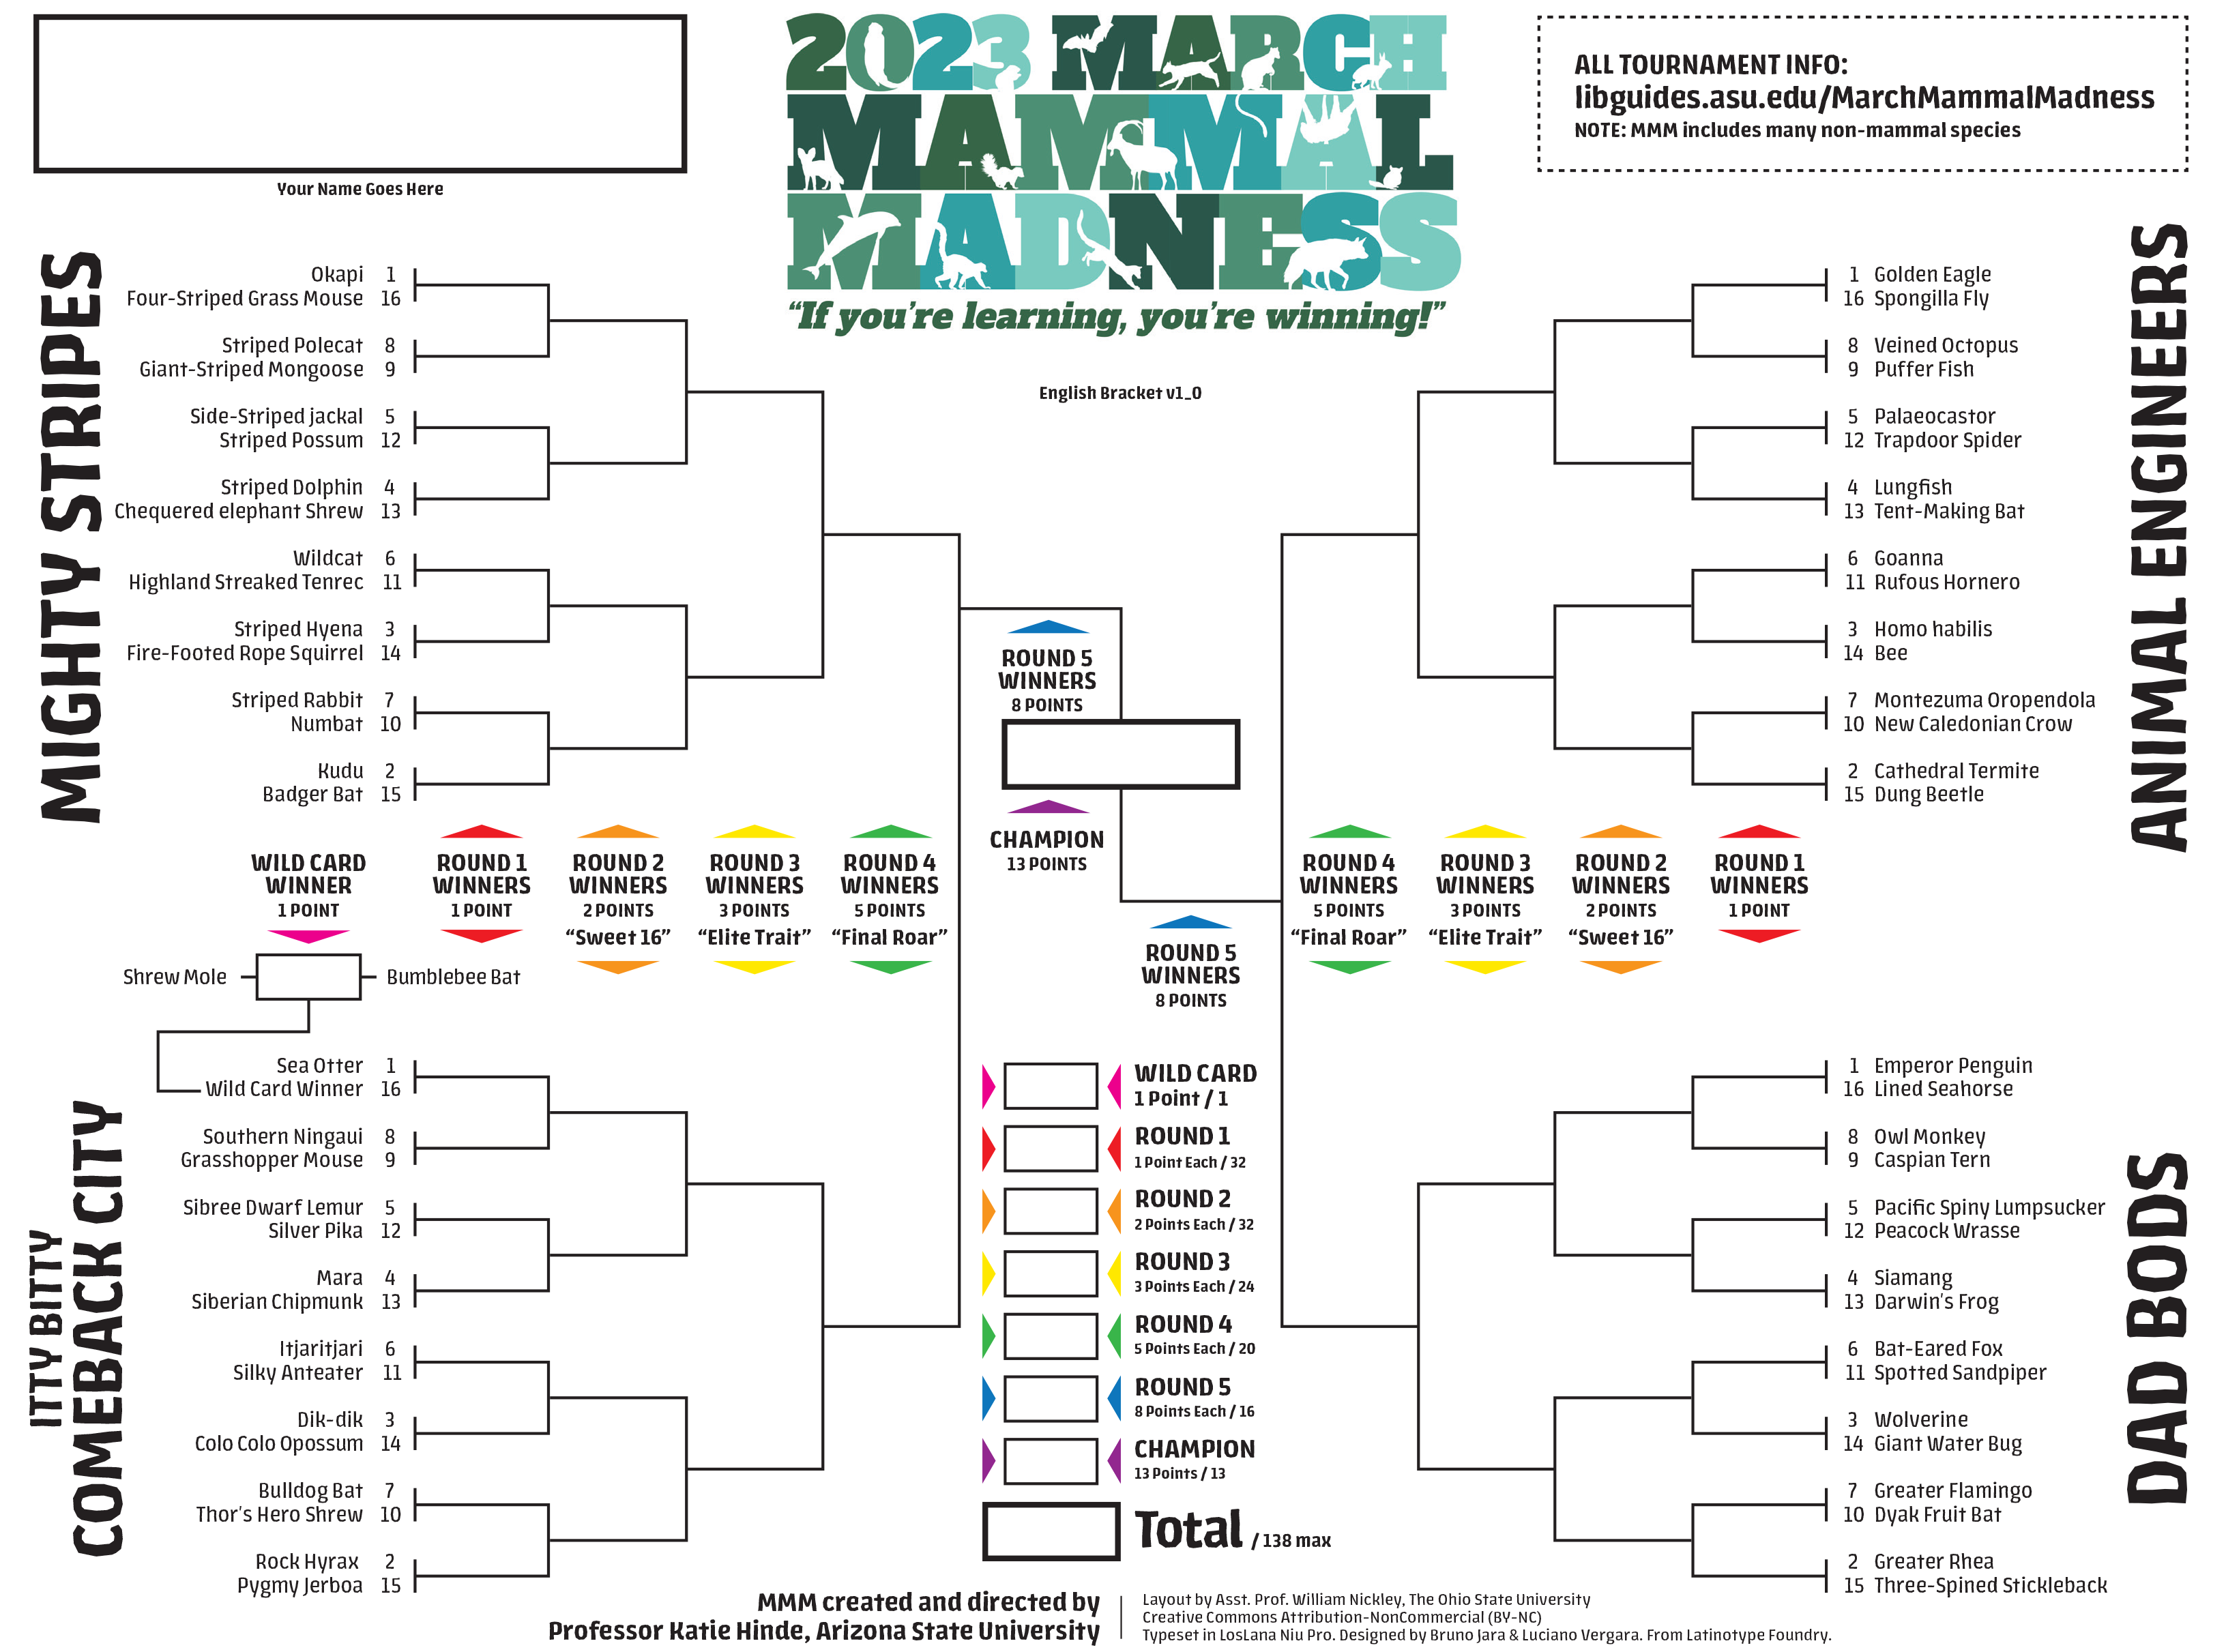 2023 MARCH
MAMMAL
MADNESS
“If you’re learning, you’re winning!”
English Bracket v1_0
Your Name Goes Here
ALL TOURNAMENT INFO:
libguides.asu.edu/MarchMammalMadness
NOTE: MMM includes many non-mammal species
MIGHTY STRIPES
Okapi 1
Four-Striped Grass Mouse 16
Striped Polecat 8
Giant-Striped Mongoose 9
Side-Striped jackal 5
Striped Possum 12
Striped Dolphin 4
Chequered elephant Shrew 13
Wildcat 6
Highland Streaked Tenrec 11
Striped Hyena 3
Fire-Footed Rope Squirrel 14
Striped Rabbit 7
Numbat 10
Kudu 2
Badger Bat 15
ANIMAL ENGINEERS
1 Golden Eagle
16 Spongilla Fly
8 Veined Octopus
9 Puffer Fish
5 Palaeocastor
12 Trapdoor Spider
4 Lungfish
13 Tent-Making Bat
6 Goanna
11 Rufous Hornero
3 Homo habilis
14 Bee
7 Montezuma Oropendola
10 New Caledonian Crow
2 Cathedral Termite
15 Dung Beetle
ROUND 5
WINNERS
8 POINTS
CHAMPION
13 POINTS
ROUND 5
WINNERS
8 POINTS
WILD CARD
WINNER
1 POINT
ROUND 1
WINNERS
1 POINT
ROUND 2
WINNERS
2 POINTS
“Sweet 16”
ROUND 3
WINNERS
3 POINTS
“Elite Trait”
ROUND 4
WINNERS
5 POINTS
“Final Roar”
ROUND 4
WINNERS
5 POINTS
“Final Roar”
ROUND 3
WINNERS
3 POINTS
“Elite Trait”
ROUND 2
WINNERS
2 POINTS
“Sweet 16”
ROUND 1
WINNERS
1 POINT
Shrew Mole
Bumblebee Bat
ITTY BITTY
COMEBACK CITY
Sea Otter 1
Wild Card Winner 16
Southern Ningaui 8
Grasshopper Mouse 9
Sibree Dwarf Lemur 5
Silver Pika 12
Mara 4
Siberian Chipmunk 13
Itjaritjari 6
Silky Anteater 11
Dik-dik 3
Colo Colo Opossum 14
Bulldog Bat 7
Thor’s Hero Shrew 10
Rock Hyrax 2
Pygmy Jerboa 15
WILD CARD
1 Point / 1
ROUND 1
1 Point Each / 32
ROUND 2
2 Points Each / 32
ROUND 3
3 Points Each / 24
ROUND 4
5 Points Each / 20
ROUND 5
8 Points Each / 16
CHAMPION
13 Points / 13
Total / 138 max
DAD BODS
1 Emperor Penguin
16 Lined Seahorse
8 Owl Monkey
9 Caspian Tern
5 Pacific Spiny Lumpsucker
12 Peacock Wrasse
4 Siamang
13 Darwin’s Frog
6 Bat-Eared Fox
11 Spotted Sandpiper
3 Wolverine
14 Giant Water Bug
7 Greater Flamingo
10 Dyak Fruit Bat
2 Greater Rhea
15 Three-Spined Stickleback
MMM created and directed by
Professor Katie Hinde, Arizona State University
Layout by Asst. Prof. William Nickley, The Ohio State University
Creative Commons Attribution-NonCommercial (BY-NC)
Typeset in LosLana Niu Pro. Designed by Bruno Jara & Luciano Vergara. From Latinotype Foundry.